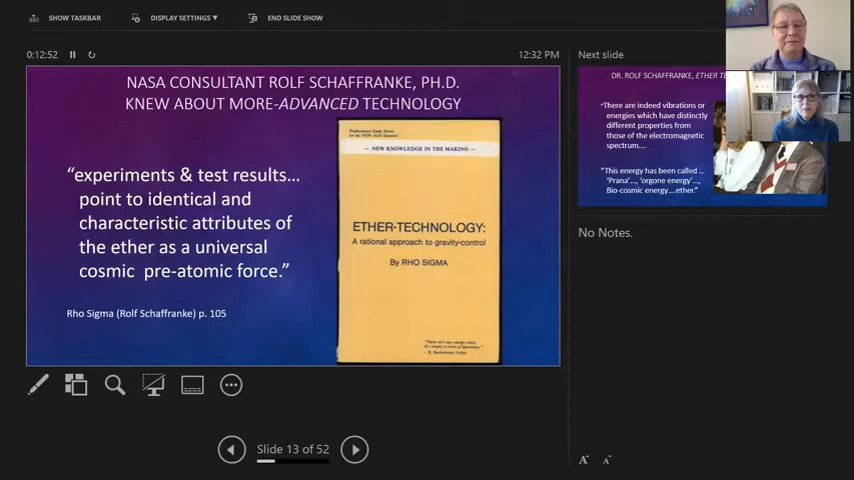 SHOW TASKBAR
DISPLAY SETTINGS ▼
END SLIDE SHOW
0:12:52
12:32 PM
NASA CONSULTANT ROLF SCHAFFRANKE, PH.D.
KNEW ABOUT MORE-ADVANCED TECHNOLOGY
“experiments & test results...
point to identical and
characteristic attributes of
the ether as a universal
cosmic pre-atomic force.”
Rho Sigma (Rolf Schaffranke) p. 105
— NEW KNOWLEDGE IN THE MAKING —
ETHER-TECHNOLOGY:
A rational approach to gravity-control
By RHO SIGMA
Slide 13 of 52
Next slide
DR. ROLF SCHAFFRANKE, ETHER
“There are indeed vibrations or
energies which have distinctly
different properties from
those of the electromagnetic
spectrum....
“This energy has been called ...
‘Prana’..., ‘orgone energy’...,
Bio-cosmic energy....ether.”
No Notes.
A A